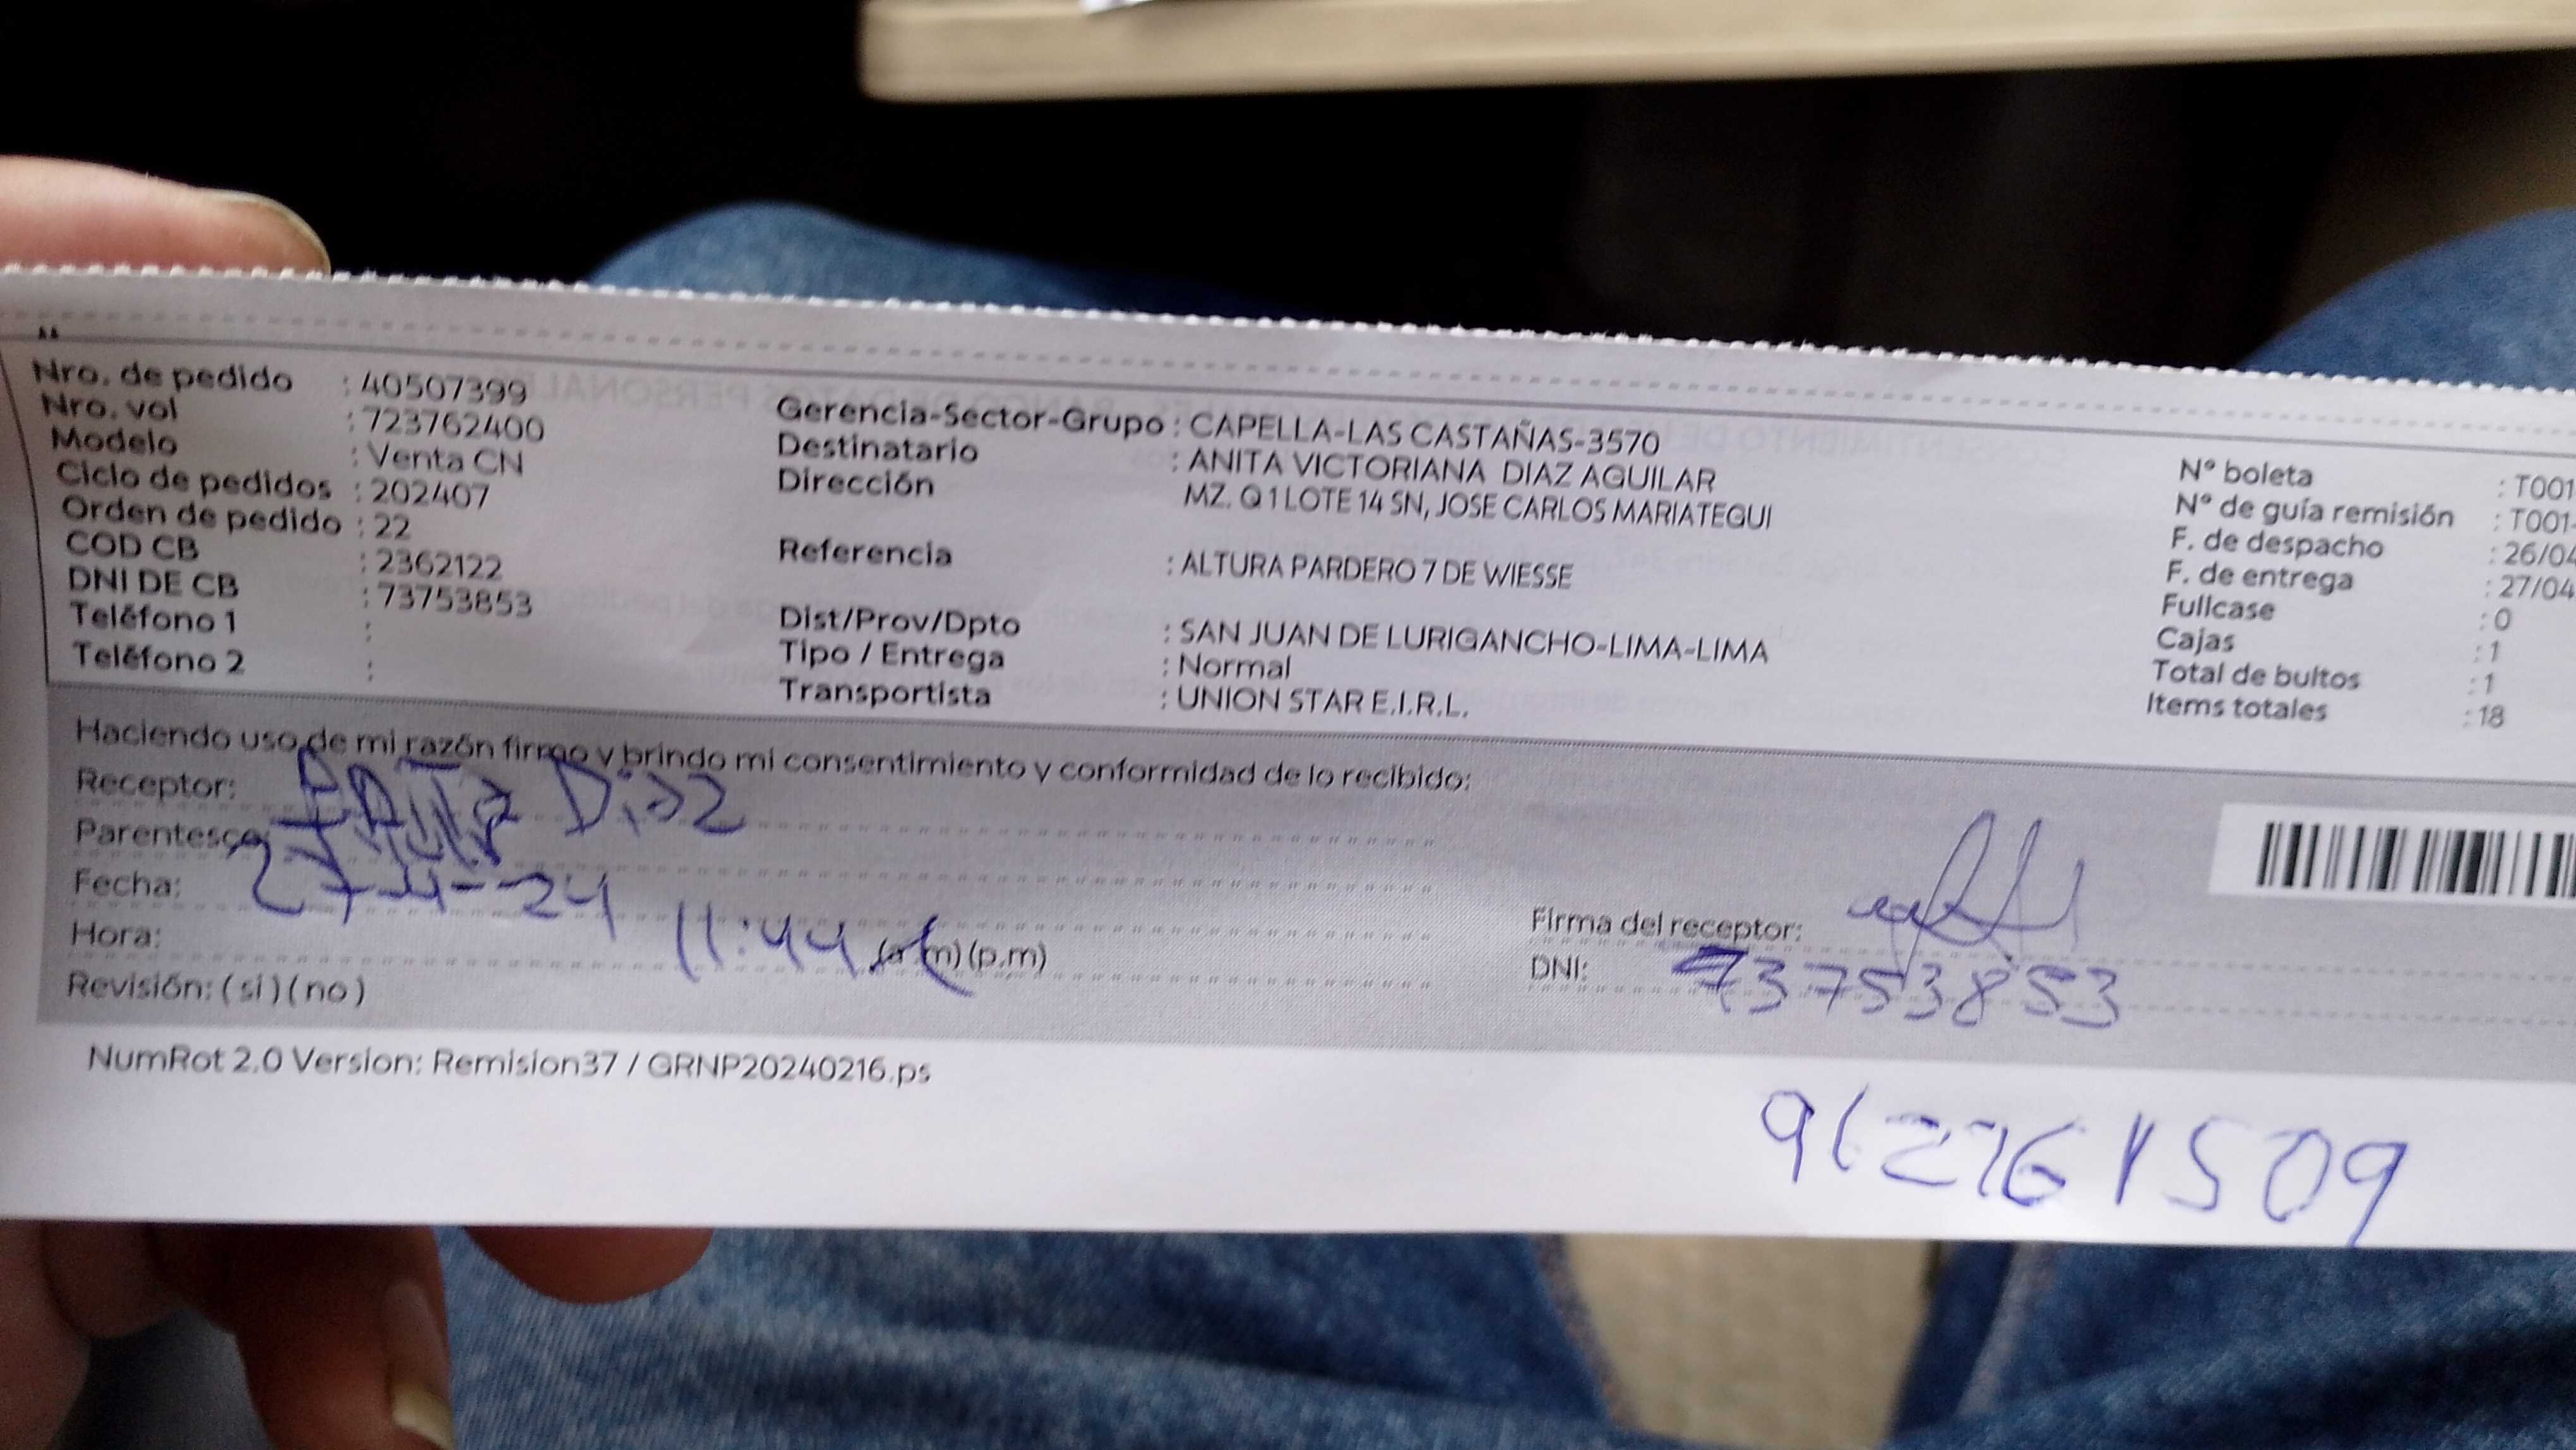 Nro. de pedido : 40507399
Nro. vol : 723762400
Modelo : Venta CN
Ciclo de pedidos : 202407
Orden de pedido : 22
COD CB : 2362122
DNI DE CB : 73753853
Teléfono 1 :
Teléfono 2 :
Gerencia-Sector-Grupo : CAPELLA-LAS CASTAÑAS-3570
Destinatario : ANITA VICTORIANA DIAZ AGUILAR
Dirección MZ. Q 1 LOTE 14 SN, JOSE CARLOS MARIATEGUI
Referencia : ALTURA PARDERO 7 DE WIESSE
Dist/Prov/Dpto : SAN JUAN DE LURIGANCHO-LIMA-LIMA
Tipo / Entrega : Normal
Transportista : UNION STAR E.I.R.L.
N° boleta : T001
N° de guía remisión : T001-
F. de despacho : 26/04
F. de entrega : 27/04
Fullcase : 0
Cajas : 1
Total de bultos : 1
Items totales : 18
Haciendo uso de mi razón firmo y brindo mi consentimiento y conformidad de lo recibido:
Receptor: Diaz
Parentesco:
Fecha: 27-4-24
Hora: 11:44 (a.m)(p.m)
Revisión: (si)(no)
Firma del receptor:
DNI: 73753853
NumRot 2.0 Version: Remision37 / GRNP20240216.ps
912761509